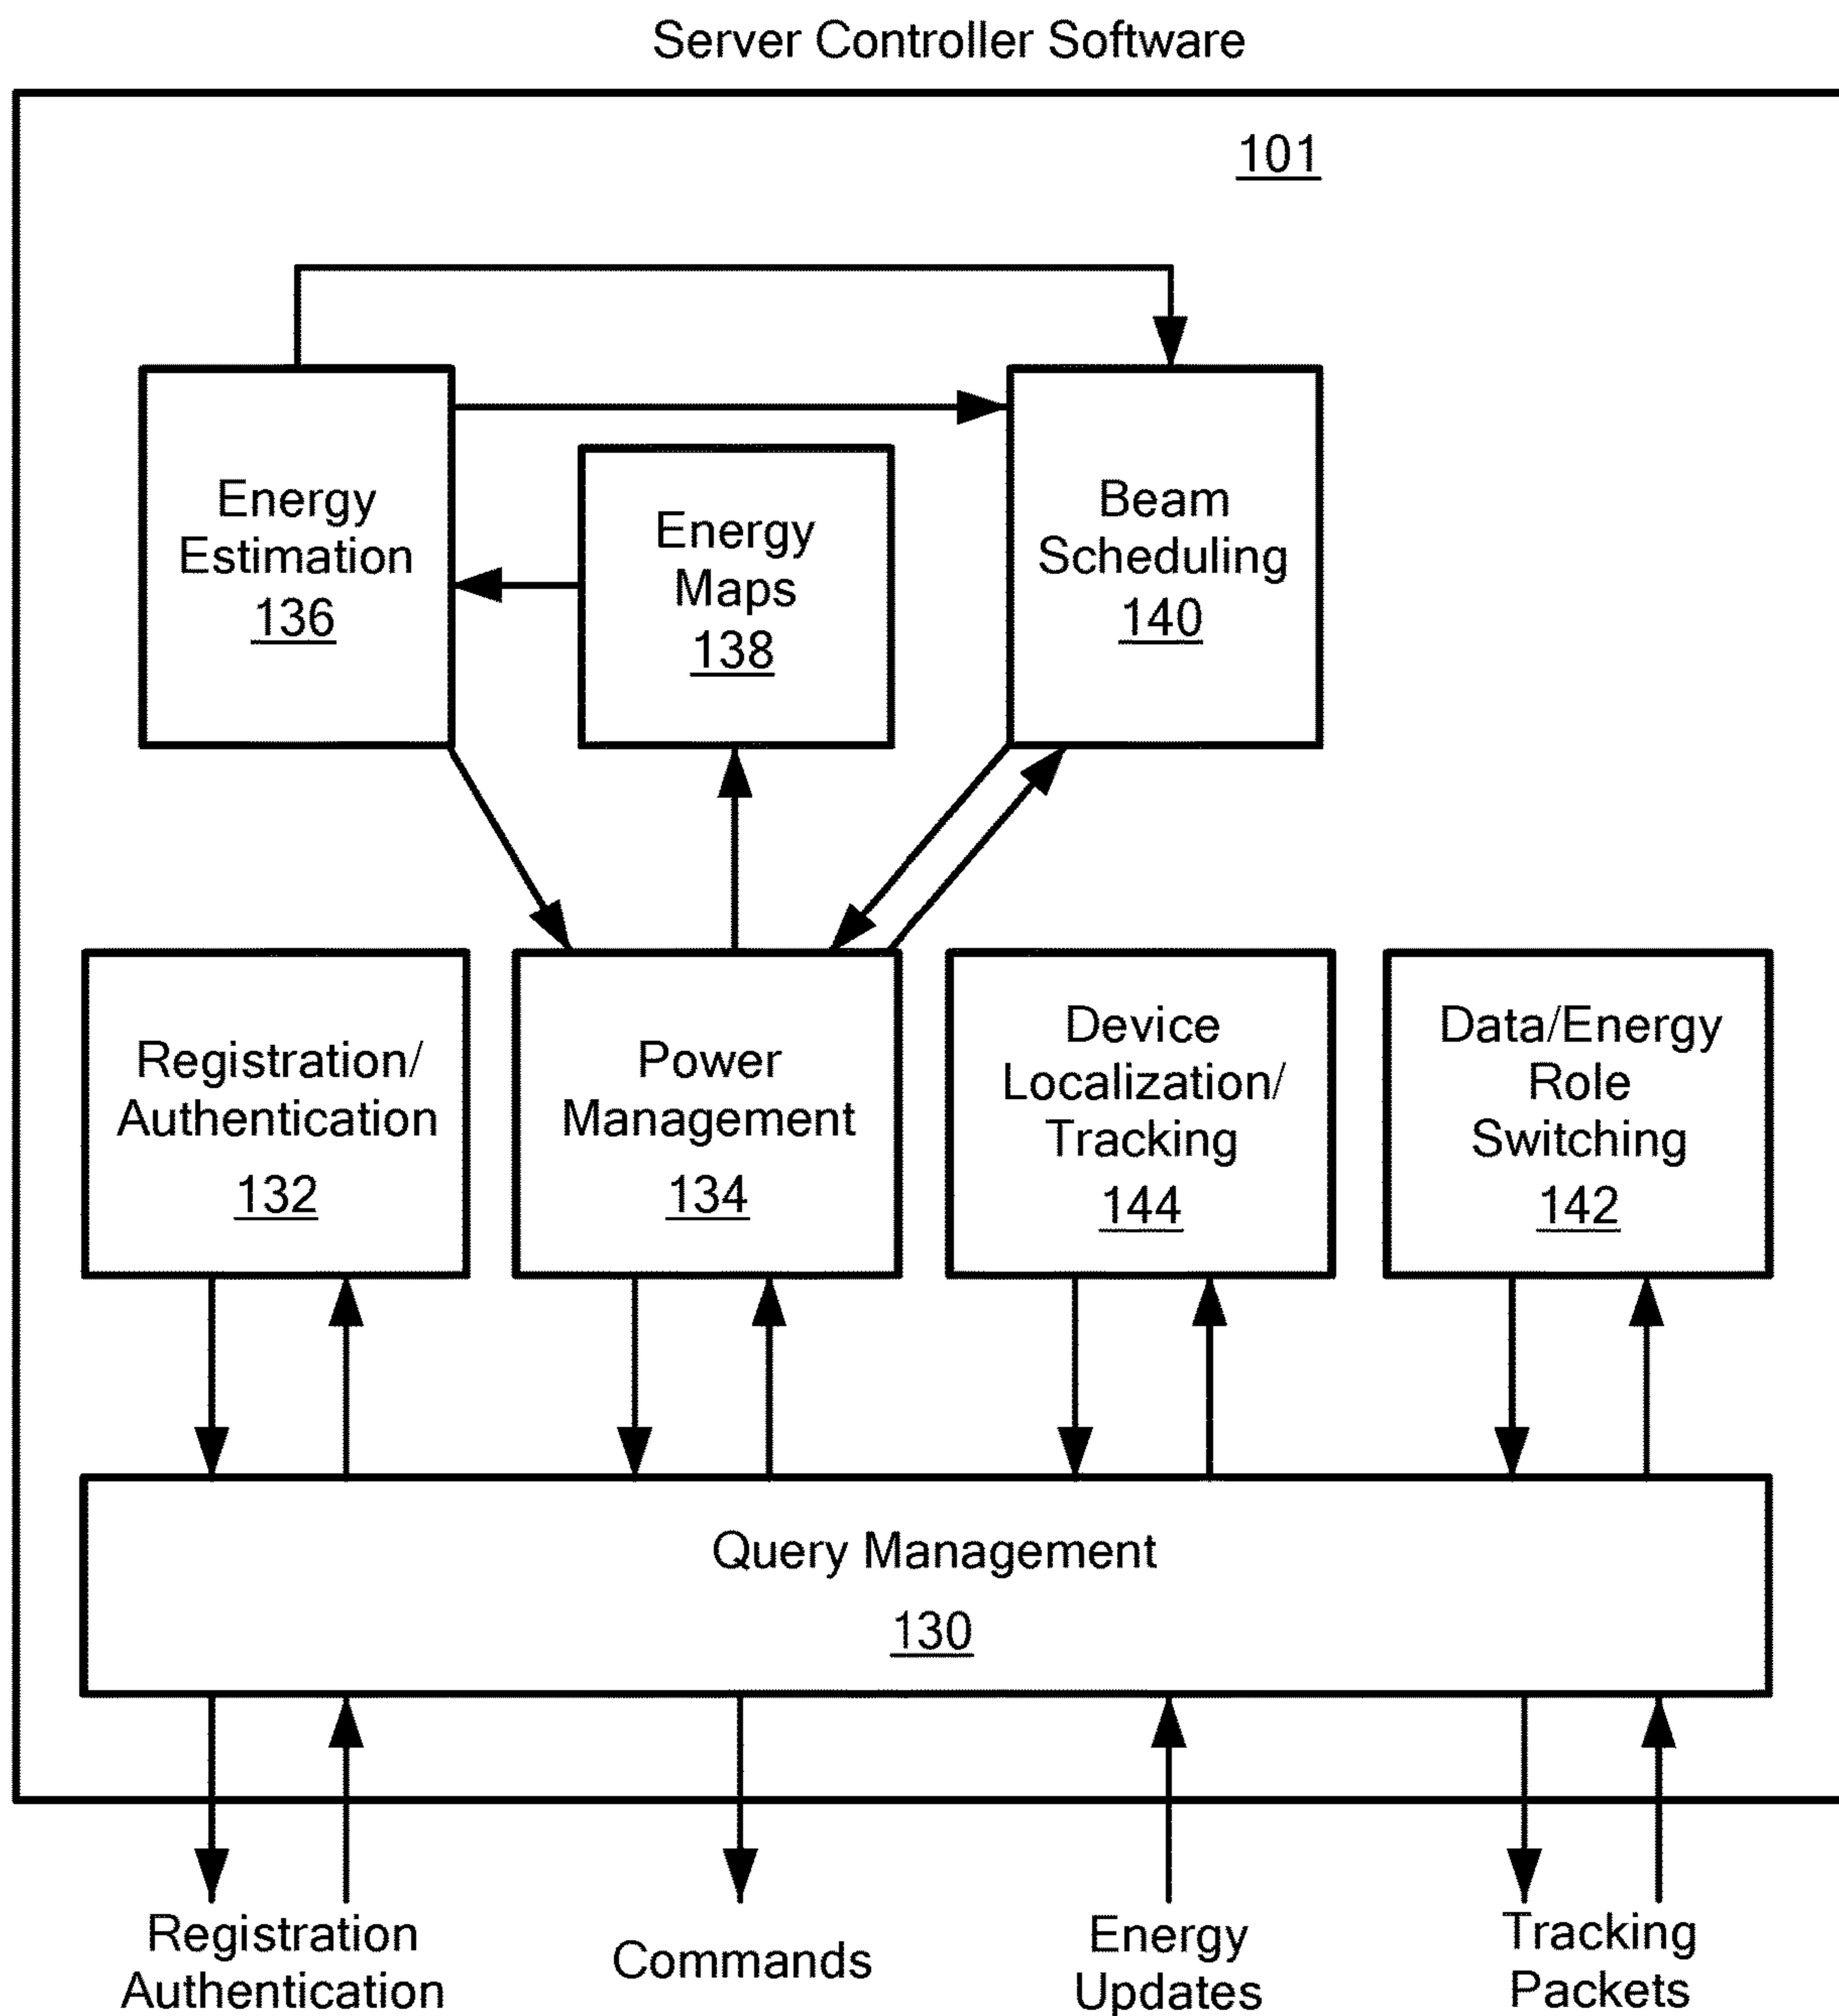 Server Controller Software
101
Energy
Estimation
136
Energy
Maps
138
Beam
Scheduling
140
Registration/
Authentication
132
Power
Management
134
Device
Localization/
Tracking
144
Data/Energy
Role
Switching
142
Query Management
130
Registration
Authentication
Commands
Energy
Updates
Tracking
Packets